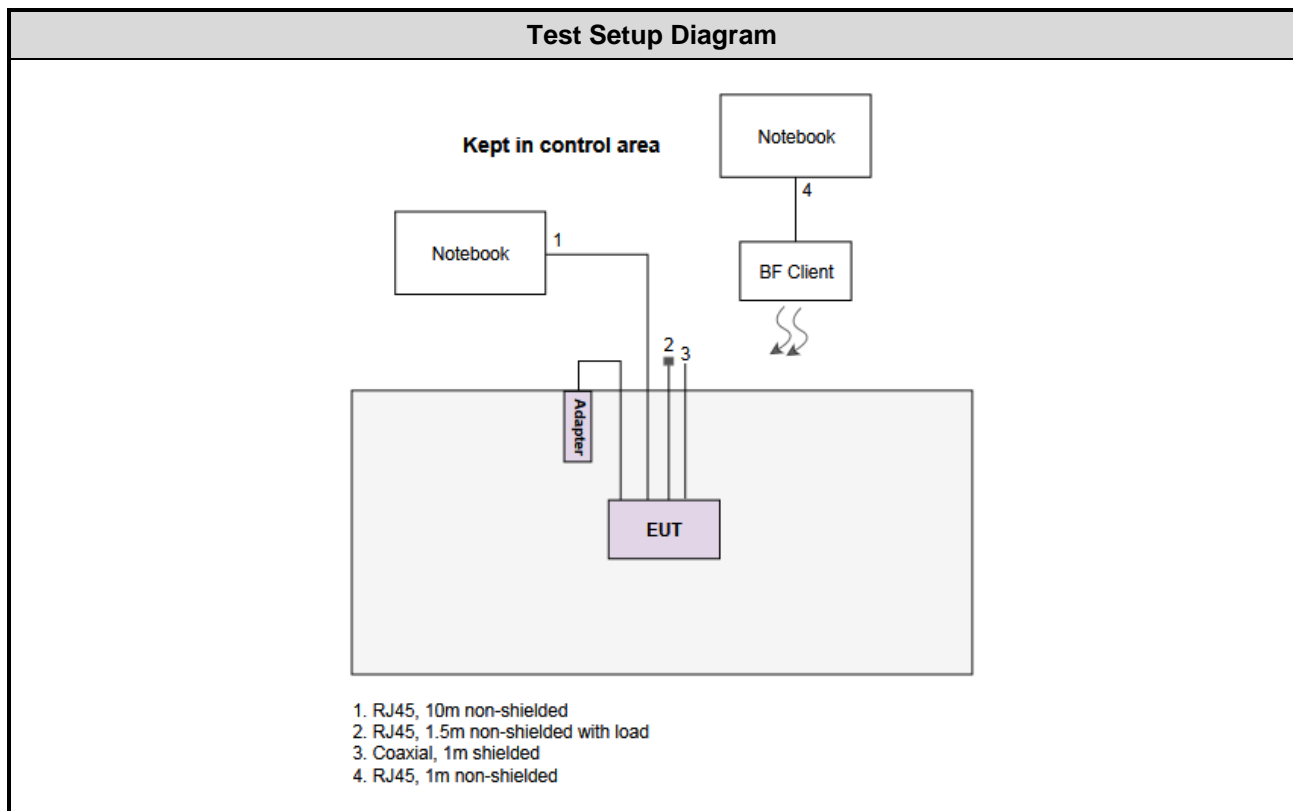 Test Setup Diagram
Kept in control area
Notebook
4
Notebook
1
BF Client
2
3
Adapter
EUT
1. RJ45, 10m non-shielded
2. RJ45, 1.5m non-shielded with load
3. Coaxial, 1m shielded
4. RJ45, 1m non-shielded